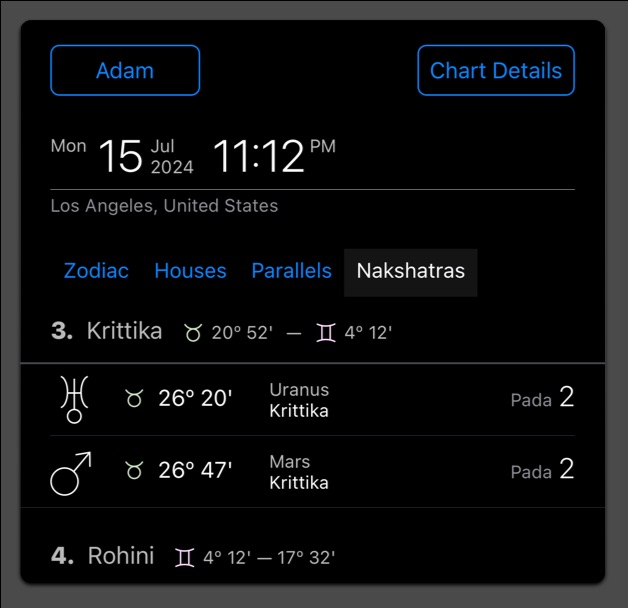 Adam
Chart Details
Mon 15 Jul 2024 11:12 PM
Los Angeles, United States
Zodiac Houses Parallels Nakshatras
3. Krittika ♉ 20° 52' — ♊ 4° 12'
♅ ♉ 26° 20' Uranus Krittika Pada 2
♂ ♉ 26° 47' Mars Krittika Pada 2
4. Rohini ♊ 4° 12' — 17° 32'